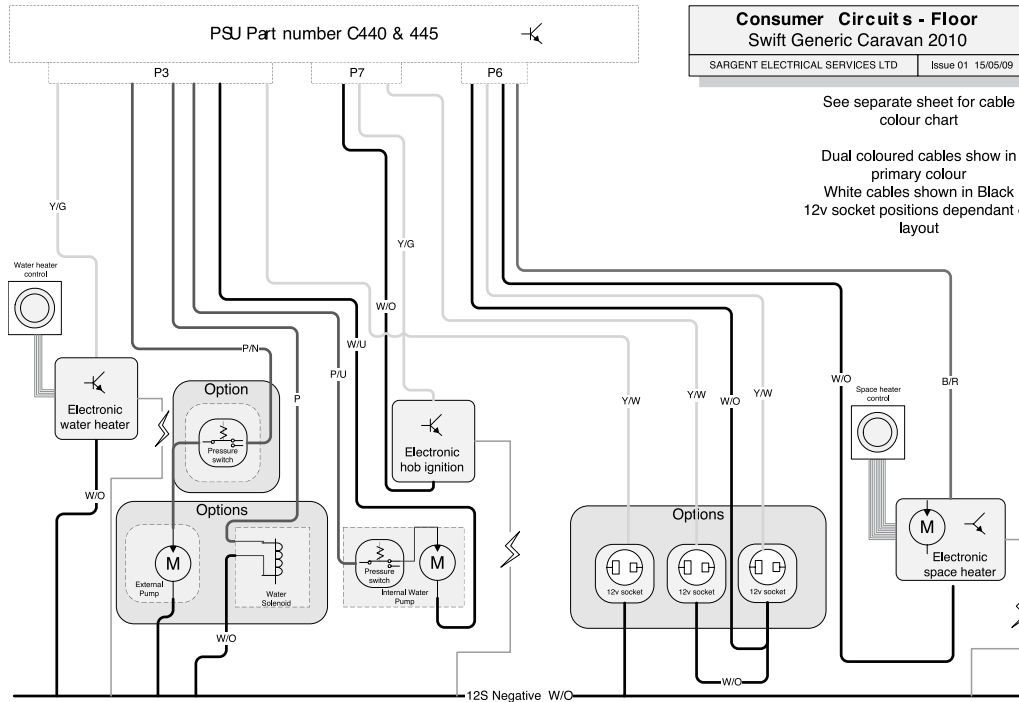 PSU Part number C440 & 445
P3
P7
P6
Consumer Circuits - Floor
Swift Generic Caravan 2010
SARGENT ELECTRICAL SERVICES LTD
Issue 01 15/05/09
See separate sheet for cable
colour chart
Dual coloured cables show in
primary colour
White cables shown in Black
12v socket positions dependant
layout
Y/G
Y/G
Water heater
control
W/O
W/U
P/N
P/U
P
Y/W
Y/W
W/O
Y/W
W/O
B/R
Space heater
control
Option
Pressure
switch
Electronic
water heater
Electronic
hob ignition
W/O
Options
M
External
Pump
Water
Solenoid
W/O
Pressure
switch
M
Internal Water
Pump
Options
12v socket
12v socket
12v socket
W/O
M
Electronic
space heater
12S Negative W/O